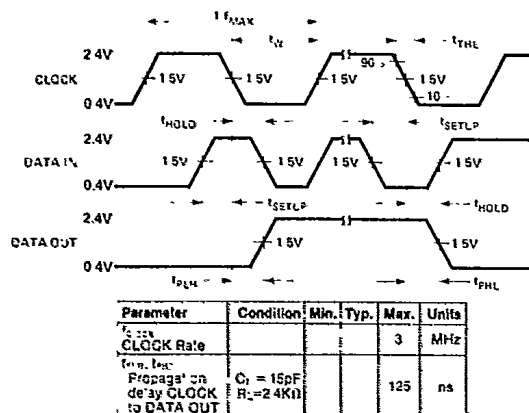 1 fMAX
tW
tTHL
2.4V
90
CLOCK
1.5V
1.5V
1.5V
1.5V
0.4V
10
tHOLD
tSETUP
2.4V
DATA IN
1.5V
1.5V
1.5V
1.5V
0.4V
tSETUP
tHOLD
2.4V
DATA OUT
1.5V
1.5V
0.4V
tPLH
tPHL
Parameter Condition Min. Typ. Max. Units
CLOCK Rate 3 MHz
Propagation
delay CLOCK
to DATA OUT
CL = 15pF
RL=2.4KΩ
125 ns